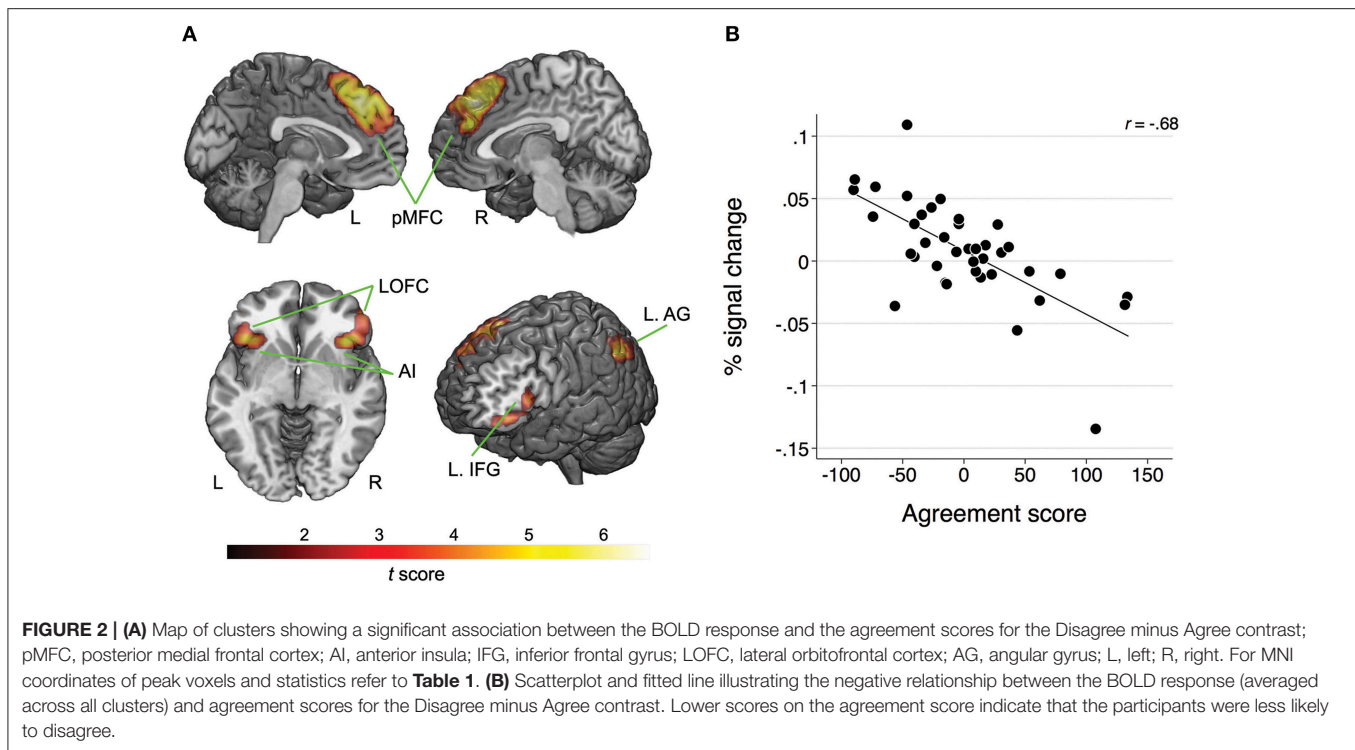 A
L
pMFC
R
LOFC
AI
L
R
L. AG
L. IFG
2 3 4 5 6
t score
B
r = -.68
.1
0.05
0
-0.05
-.1
-.15
-100 -50 0 50 100 150
% signal change
Agreement score
FIGURE 2 | (A) Map of clusters showing a significant association between the BOLD response and the agreement scores for the Disagree minus Agree contrast;
pMFC, posterior medial frontal cortex; AI, anterior insula; IFG, inferior frontal gyrus; LOFC, lateral orbitofrontal cortex; AG, angular gyrus; L, left; R, right. For MNI
coordinates of peak voxels and statistics refer to Table 1. (B) Scatterplot and fitted line illustrating the negative relationship between the BOLD response (averaged
across all clusters) and agreement scores for the Disagree minus Agree contrast. Lower scores on the agreement score indicate that the participants were less likely
to disagree.